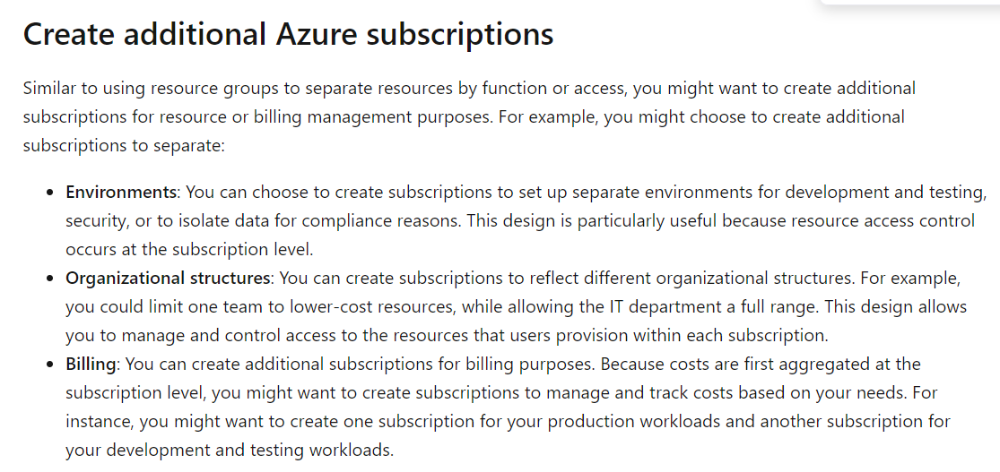 Create additional Azure subscriptions
Similar to using resource groups to separate resources by function or access, you might want to create additional
subscriptions for resource or billing management purposes. For example, you might choose to create additional
subscriptions to separate:
• Environments: You can choose to create subscriptions to set up separate environments for development and testing,
security, or to isolate data for compliance reasons. This design is particularly useful because resource access control
occurs at the subscription level.
• Organizational structures: You can create subscriptions to reflect different organizational structures. For example,
you could limit one team to lower-cost resources, while allowing the IT department a full range. This design allows
you to manage and control access to the resources that users provision within each subscription.
• Billing: You can create additional subscriptions for billing purposes. Because costs are first aggregated at the
subscription level, you might want to create subscriptions to manage and track costs based on your needs. For
instance, you might want to create one subscription for your production workloads and another subscription for
your development and testing workloads.